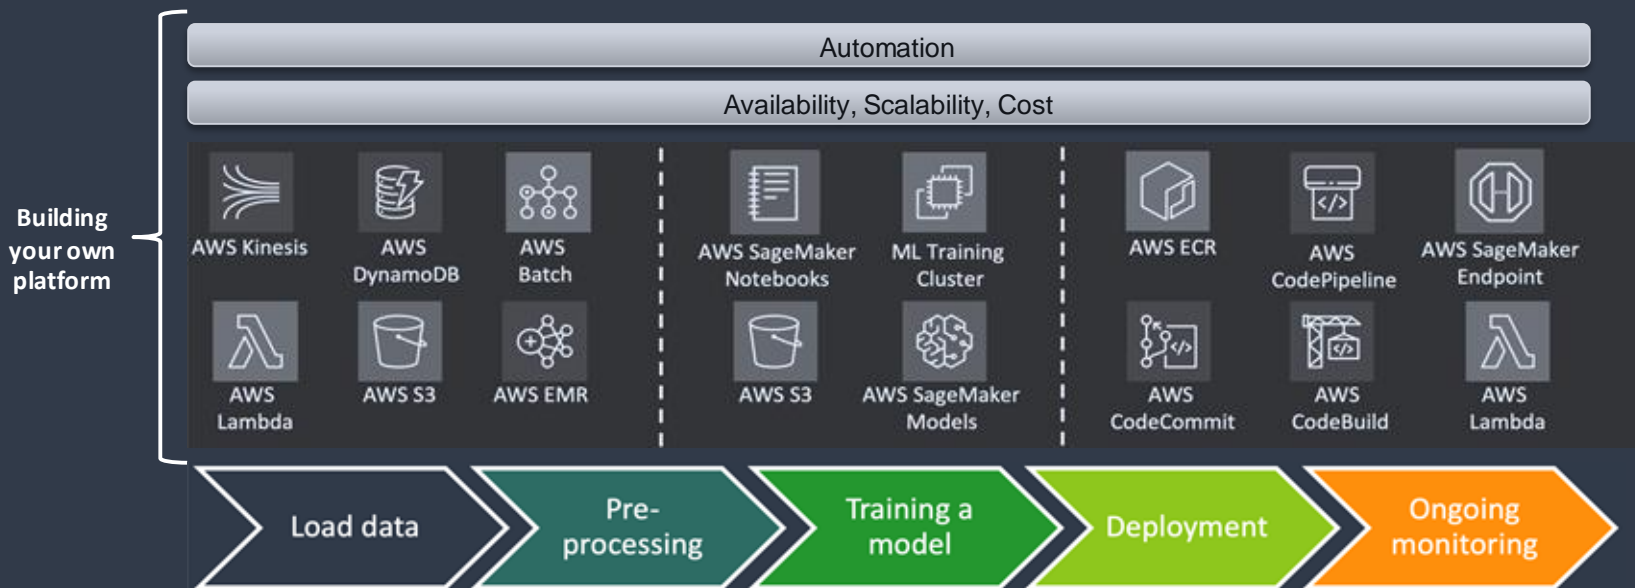 Automation
Availability, Scalability, Cost
Building
your own
platform
AWS Kinesis
AWS
DynamoDB
AWS
Batch
AWS SageMaker
Notebooks
ML Training
Cluster
AWS ECR
AWS
CodePipeline
AWS SageMaker
Endpoint
AWS
Lambda
AWS S3
AWS EMR
AWS S3
AWS SageMaker
Models
AWS
CodeCommit
AWS
CodeBuild
AWS
Lambda
Load data
Pre-
processing
Training a
model
Deployment
Ongoing
monitoring